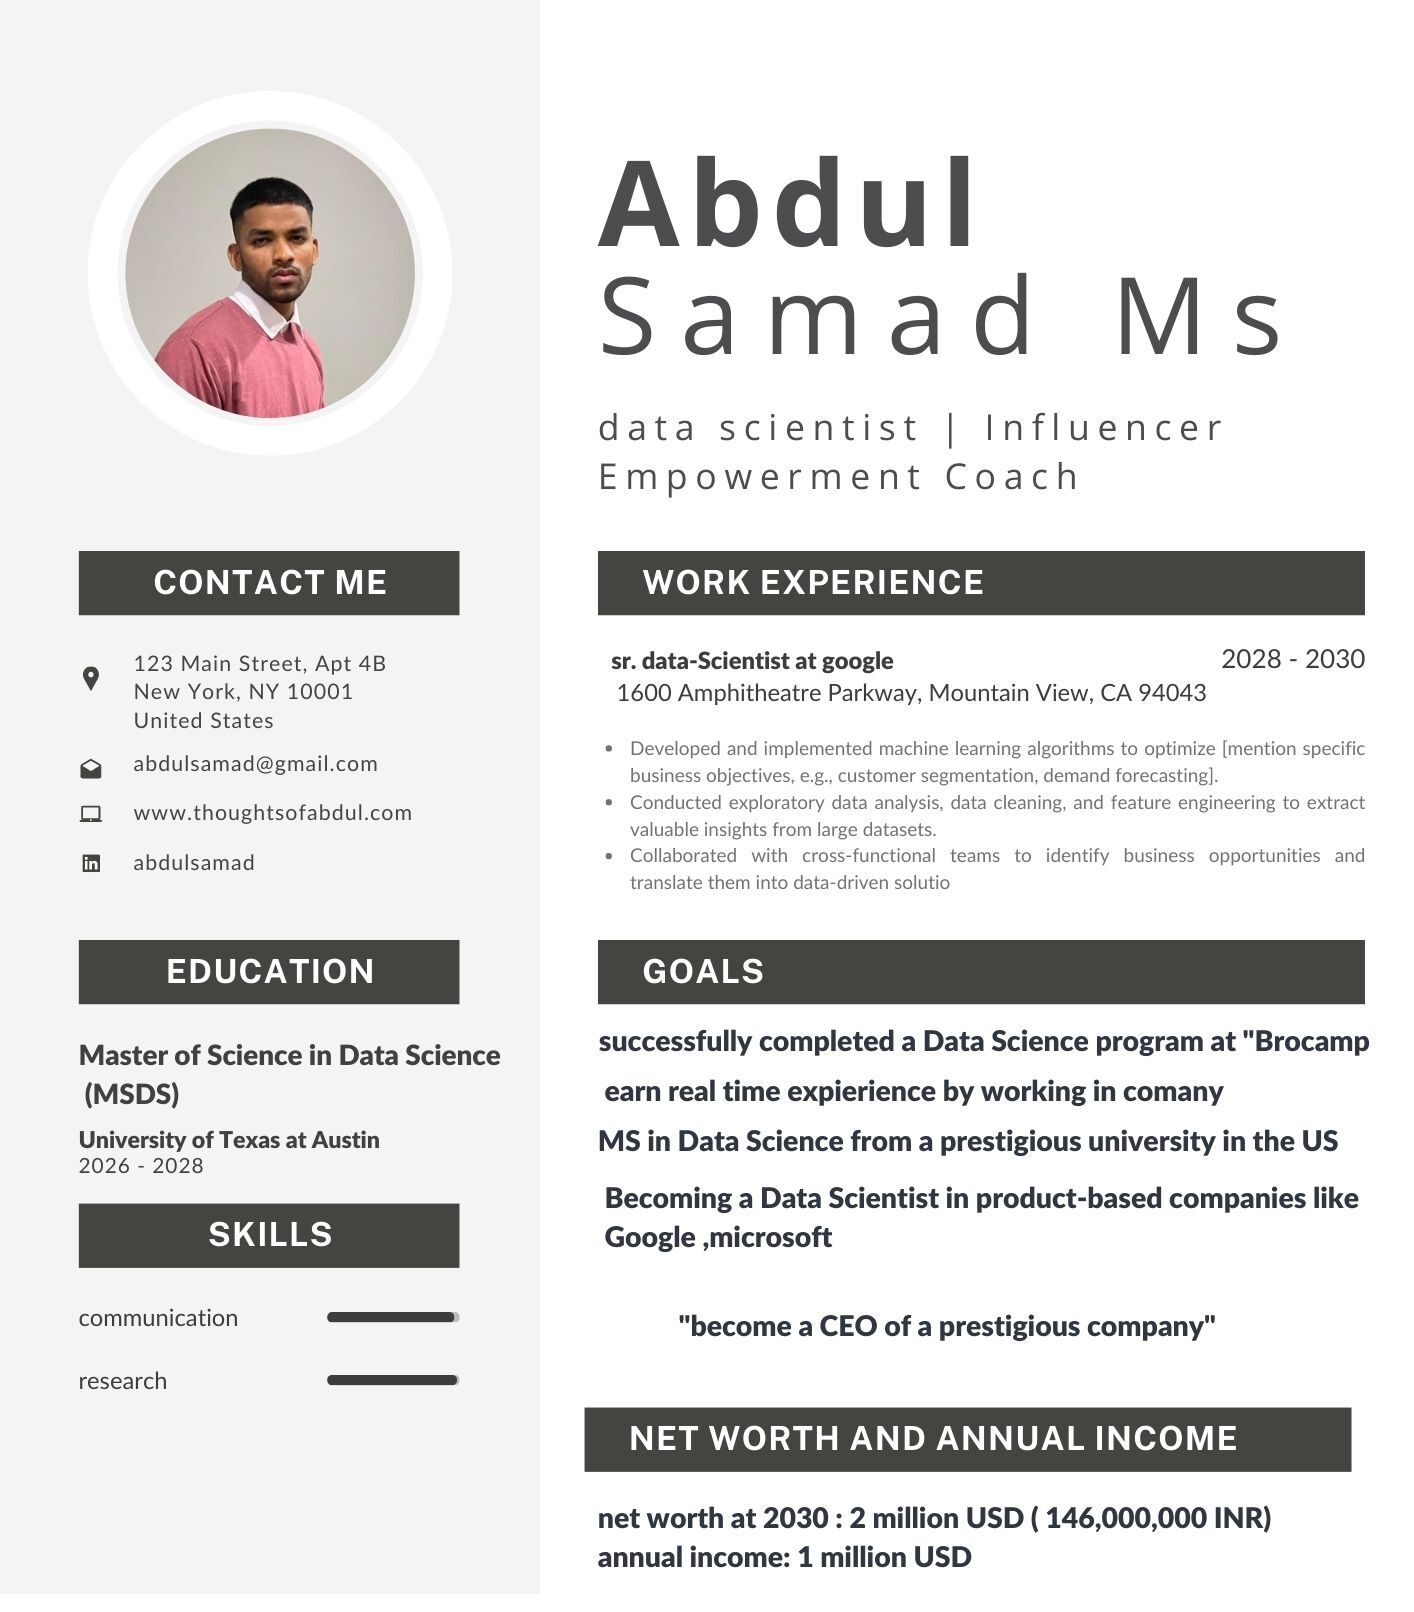 Abdul
Samad Ms
data scientist | Influencer
Empowerment Coach
CONTACT ME
123 Main Street, Apt 4B
New York, NY 10001
United States
abdulsamad@gmail.com
www.thoughtsofabdul.com
abdulsamad
EDUCATION
Master of Science in Data Science
(MSDS)
University of Texas at Austin
2026 - 2028
SKILLS
communication
research
WORK EXPERIENCE
sr. data-Scientist at google 2028 - 2030
1600 Amphitheatre Parkway, Mountain View, CA 94043
• Developed and implemented machine learning algorithms to optimize [mention specific
business objectives, e.g., customer segmentation, demand forecasting].
• Conducted exploratory data analysis, data cleaning, and feature engineering to extract
valuable insights from large datasets.
• Collaborated with cross-functional teams to identify business opportunities and
translate them into data-driven solutio
GOALS
successfully completed a Data Science program at "Brocamp
earn real time expierience by working in comany
MS in Data Science from a prestigious university in the US
Becoming a Data Scientist in product-based companies like
Google ,microsoft
"become a CEO of a prestigious company"
NET WORTH AND ANNUAL INCOME
net worth at 2030 : 2 million USD ( 146,000,000 INR)
annual income: 1 million USD